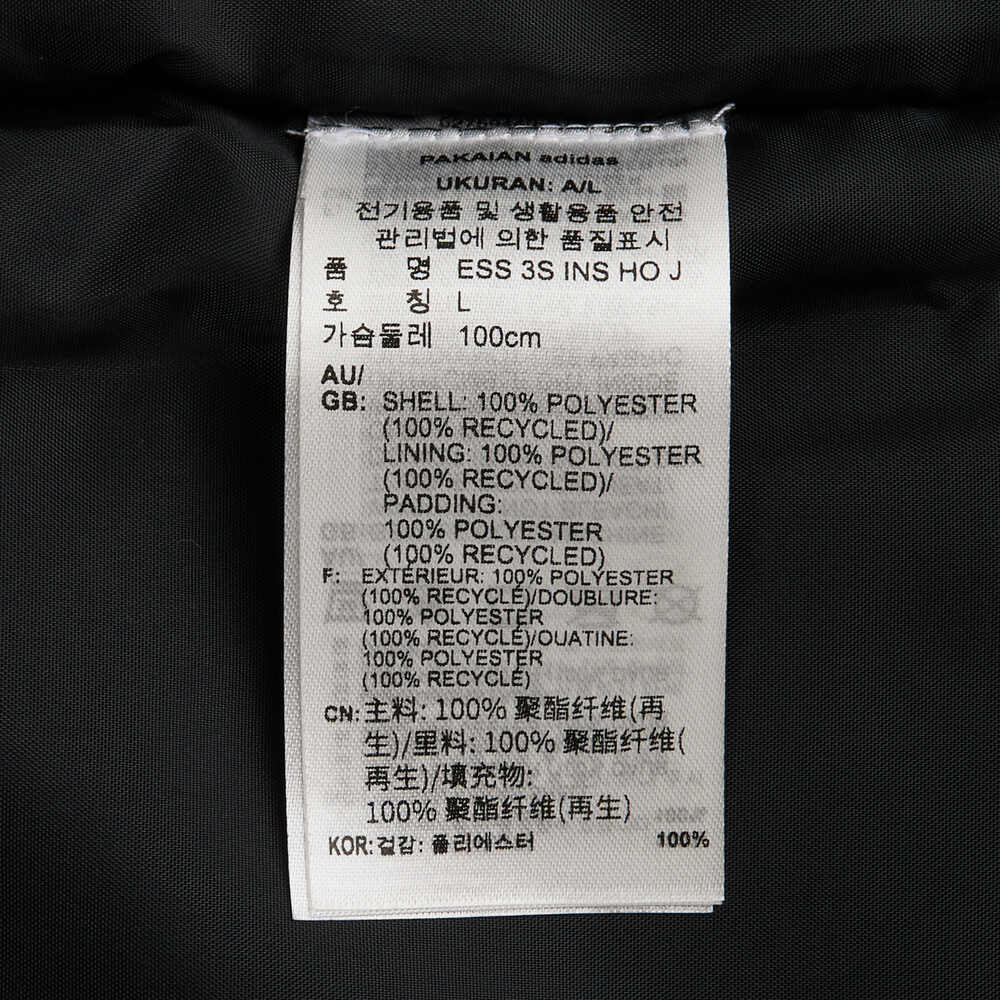 PAKAIAN adidas
UKURAN: A/L
전기용품 및 생활용품 안전
관리법에 의한 품질표시
품 명 ESS 3S INS HO J
호 칭 L
가슴둘레 100cm
AU/
GB: SHELL: 100% POLYESTER
(100% RECYCLED)/
LINING: 100% POLYESTER
(100% RECYCLED)/
PADDING:
100% POLYESTER
(100% RECYCLED)
F: EXTÉRIEUR: 100% POLYESTER
(100% RECYCLÉ)/DOUBLURE:
100% POLYESTER
(100% RECYCLÉ)/OUATINE:
100% POLYESTER
(100% RECYCLÉ)
CN: 主料: 100% 聚酯纤维(再
生)/里料: 100% 聚酯纤维(
再生)/填充物:
100% 聚酯纤维(再生)
KOR: 겉감: 폴리에스터 100%